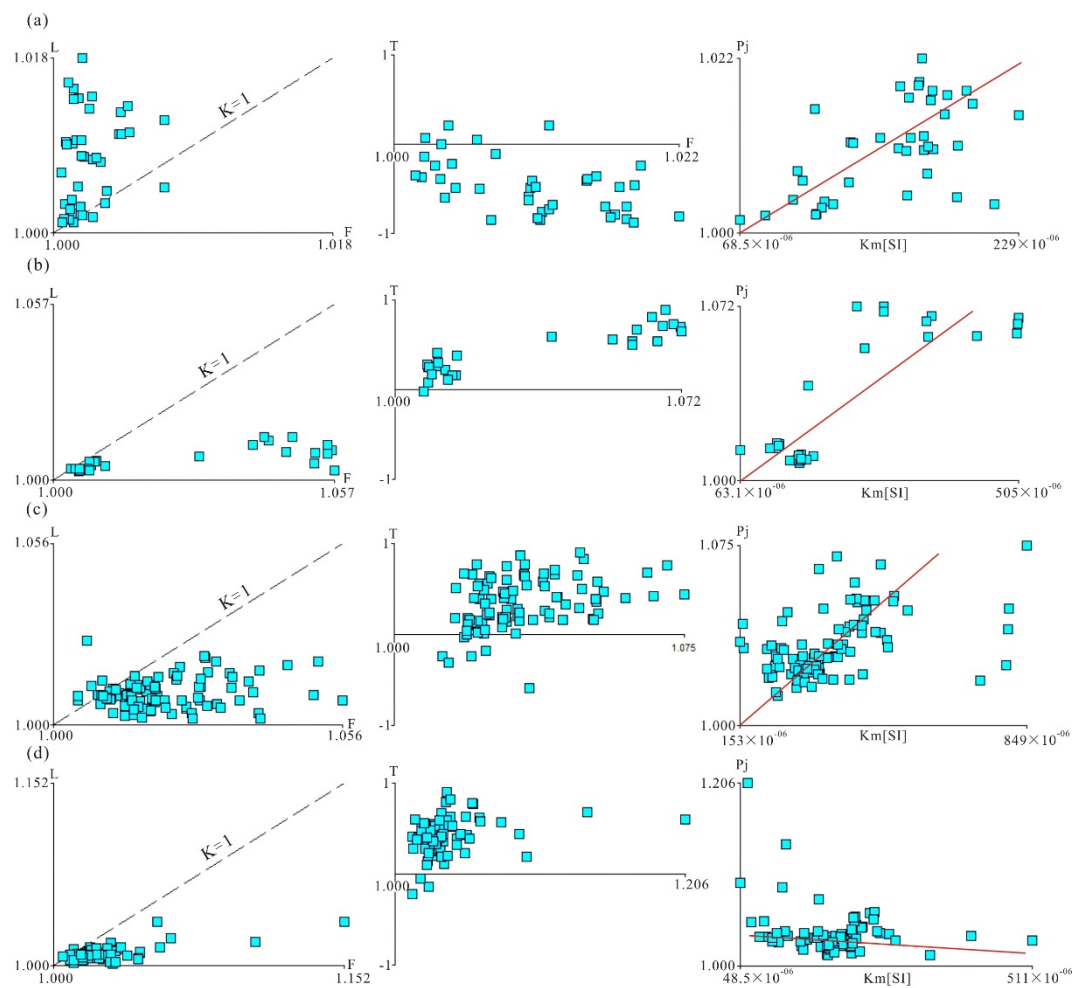 (a)
L
1.018
K=1
1.000
1.000
F
1.018
T
1
F
1.000
1.022
-1
Pj
1.022
1.000
68.5×10⁻⁰⁶
Km[SI]
229×10⁻⁰⁶
(b)
L
1.057
K=1
1.000
1.000
F
1.057
T
1
1.000
1.072
-1
Pj
1.072
1.000
63.1×10⁻⁰⁶
Km[SI]
505×10⁻⁰⁶
(c)
L
1.056
K=1
1.000
1.000
F
1.056
T
1
1.000
1.075
-1
Pj
1.075
1.000
153×10⁻⁰⁶
Km[SI]
849×10⁻⁰⁶
(d)
L
1.152
K=1
1.000
1.000
F
1.152
T
1
1.000
1.206
-1
Pj
1.206
1.000
48.5×10⁻⁰⁶
Km[SI]
511×10⁻⁰⁶